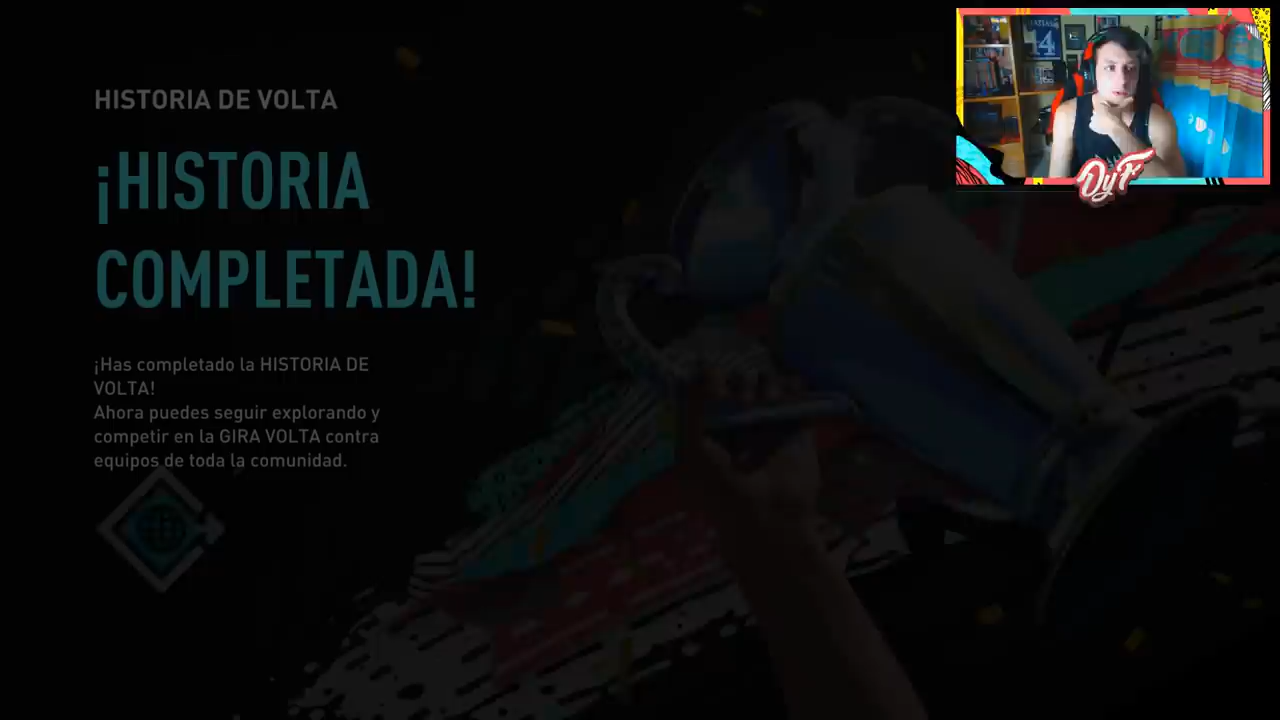 HISTORIA DE VOLTA
¡HISTORIA
COMPLETADA!
¡Has completado la HISTORIA DE
VOLTA!
Ahora puedes seguir explorando y
competir en la GIRA VOLTA contra
equipos de toda la comunidad.
DyF
14